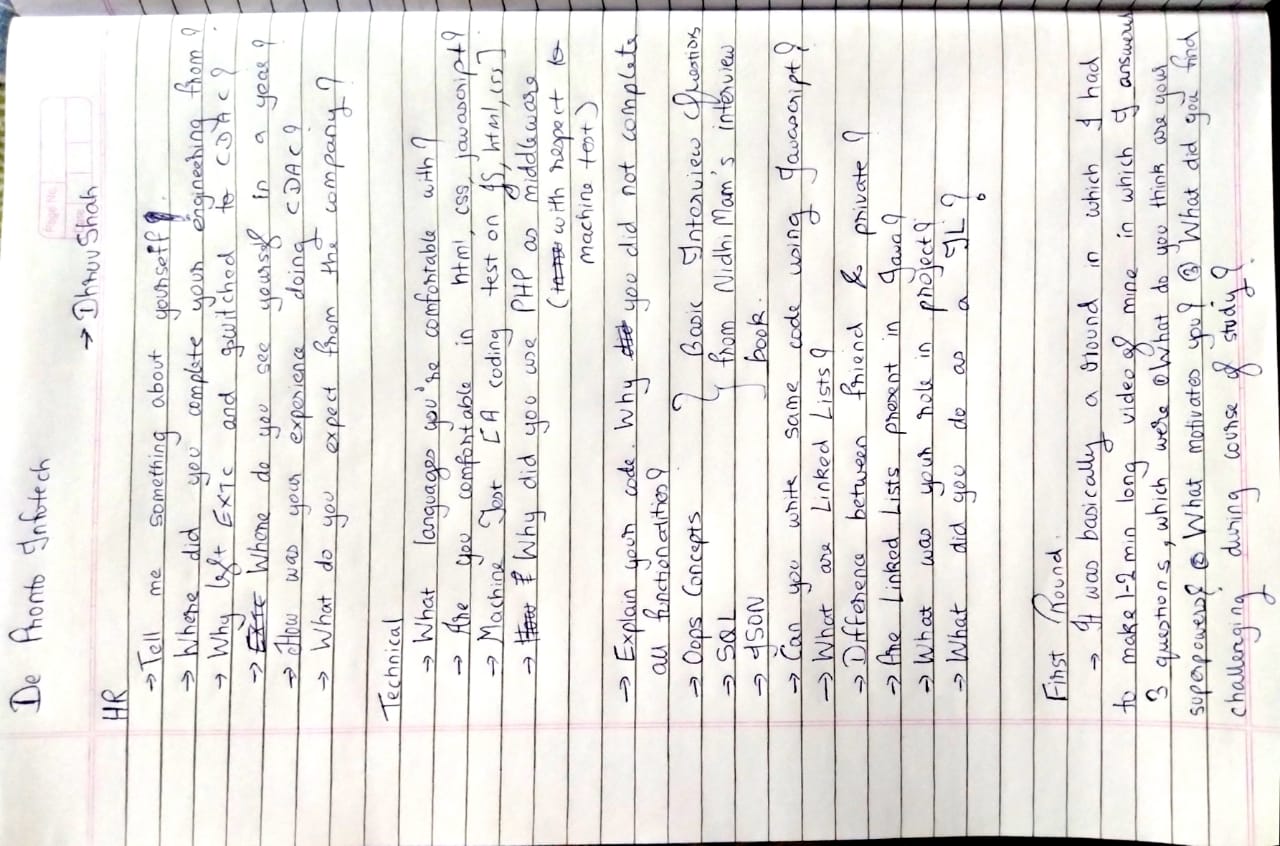 De Pronto Infotech
→ Dhruv Shah
Page No.
Date
HR
→ Tell me something about yourself?
→ Where did you complete your engineering from?
→ Why left EXTC and switched to CDAC?
→ Where do you see yourself in a year?
→ How was your experience doing CDAC?
→ What do you expect from the company?
Technical
→ What languages you're comfortable with?
→ Are you comfortable in html, css, javascript?
→ Machine Test [A coding test on JS, html, css]
→ Why did you use PHP as middleware
(with respect to
machine test)
→ Explain your code. Why you did not complete
all functionalities?
→ Oops Concepts } Basic Interview Questions
→ SQL from Nidhi Mam's interview
→ JSON book.
→ Can you write same code using Javascript?
→ What are Linked Lists?
→ Difference between friend & private?
→ Are Linked Lists present in Java?
→ What was your role in project?
→ What did you do as a TL?
First Round.
→ It was basically a round in which I had
to make 1-2 min long video of mine in which I answered
3 questions, which were ① What do you think are your
superpowers? ② What motivates you? ③ What did you find
challenging during course of study?